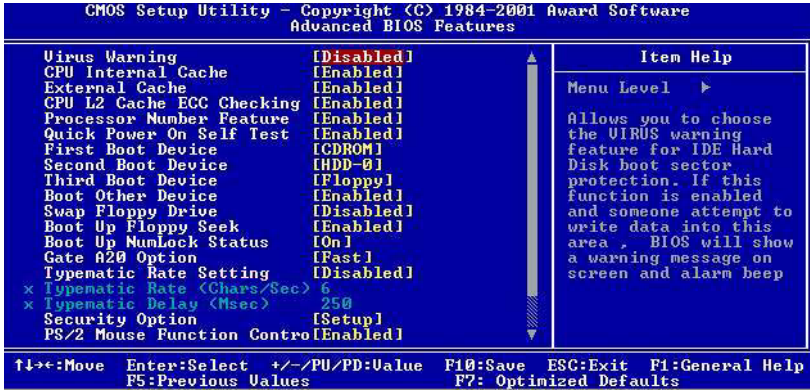 CMOS Setup Utility - Copyright (C) 1984-2001 Award Software
Advanced BIOS Features
Virus Warning [Disabled]
CPU Internal Cache [Enabled]
External Cache [Enabled]
CPU L2 Cache ECC Checking [Enabled]
Processor Number Feature [Enabled]
Quick Power On Self Test [Enabled]
First Boot Device [CDROM]
Second Boot Device [HDD-0]
Third Boot Device [Floppy]
Boot Other Device [Enabled]
Swap Floppy Drive [Disabled]
Boot Up Floppy Seek [Enabled]
Boot Up NumLock Status [On]
Gate A20 Option [Fast]
Typematic Rate Setting [Disabled]
x Typematic Rate (Chars/Sec) 6
x Typematic Delay (Msec) 250
Security Option [Setup]
PS/2 Mouse Function Contro[Enabled]
Item Help
Menu Level ▶
Allows you to choose
the VIRUS warning
feature for IDE Hard
Disk boot sector
protection. If this
function is enabled
and someone attempt to
write data into this
area , BIOS will show
a warning message on
screen and alarm beep
↑↓→←:Move Enter:Select +/-/PU/PD:Value F10:Save ESC:Exit F1:General Help
F5:Previous Values F7: Optimized Defaults